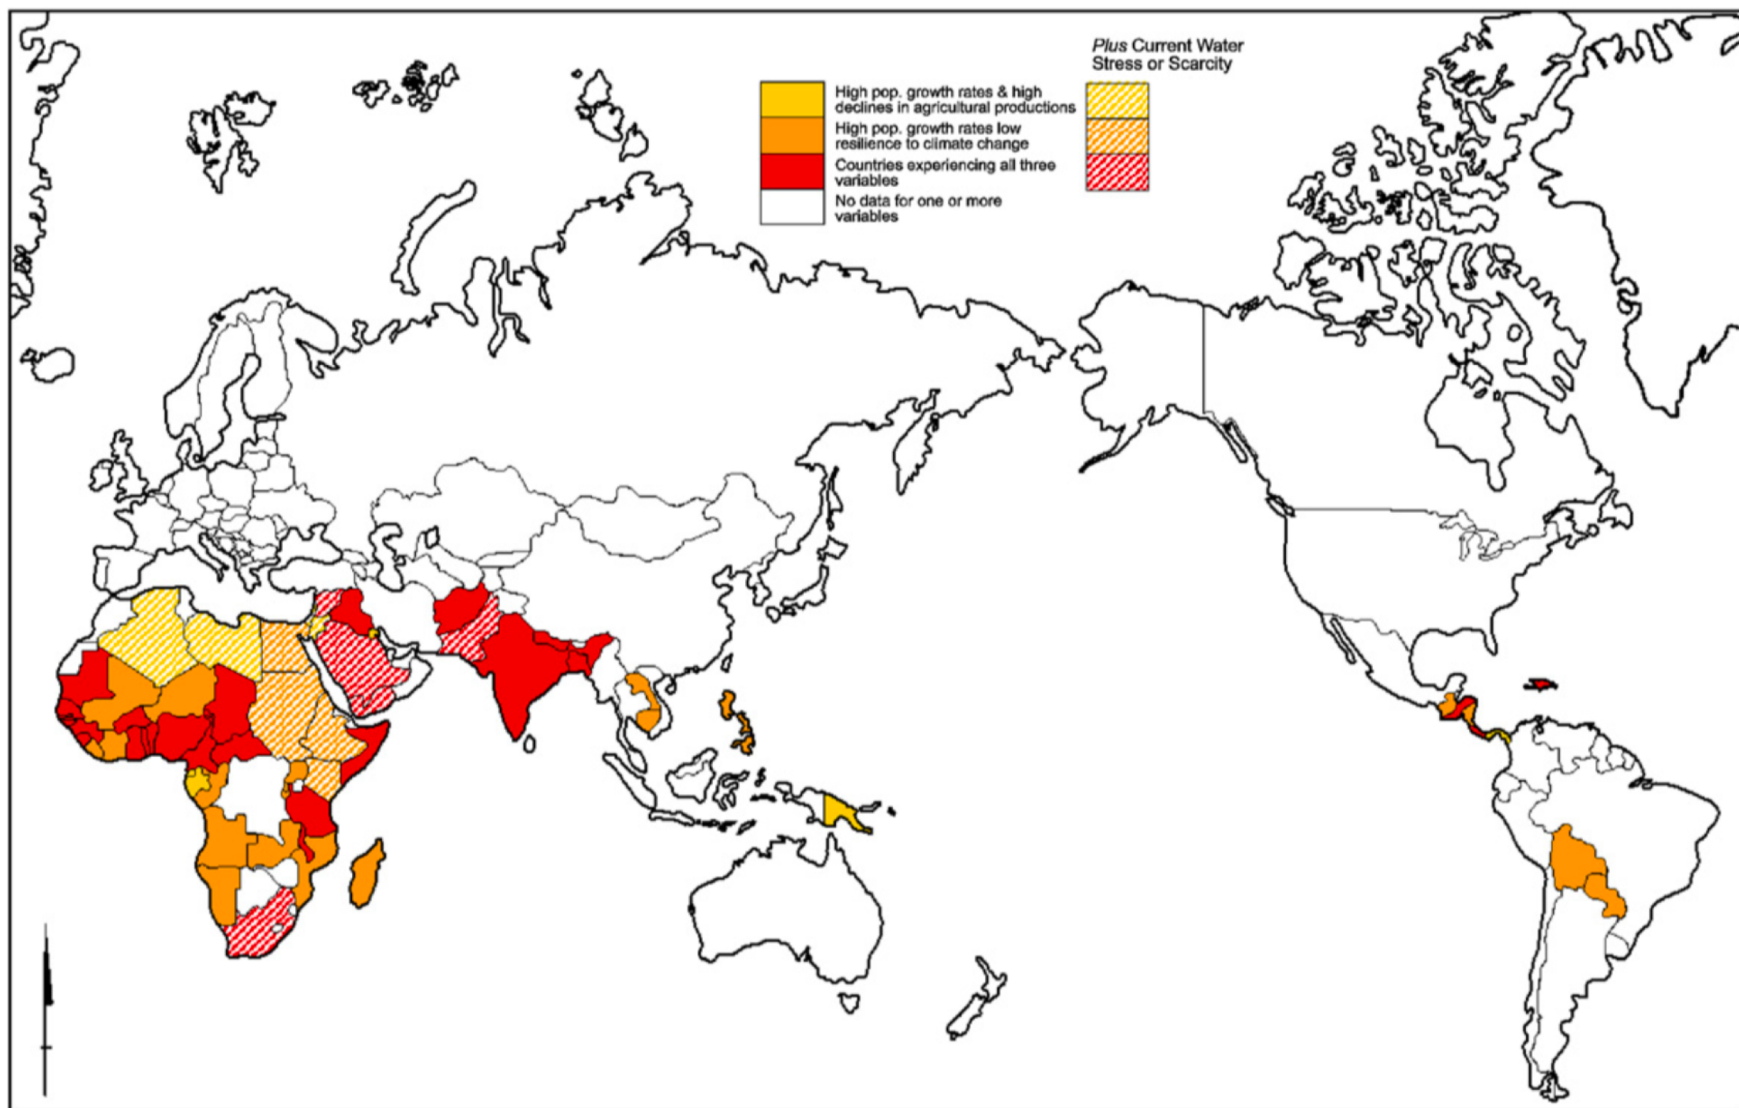 Plus Current Water
Stress or Scarcity
High pop. growth rates & high
declines in agricultural productions
High pop. growth rates low
resilience to climate change
Countries experiencing all three
variables
No data for one or more
variables